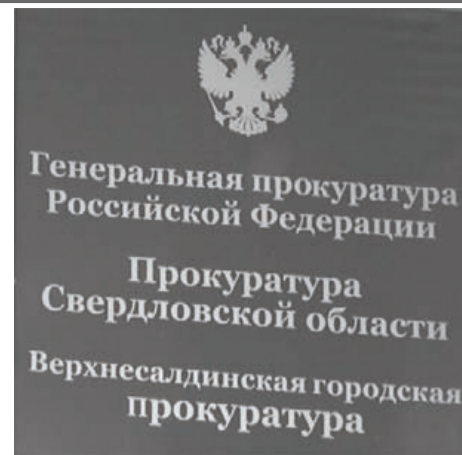 Генеральная прокуратура
Российской Федерации
Прокуратура
Свердловской области
Верхнесалдинская городская
прокуратура